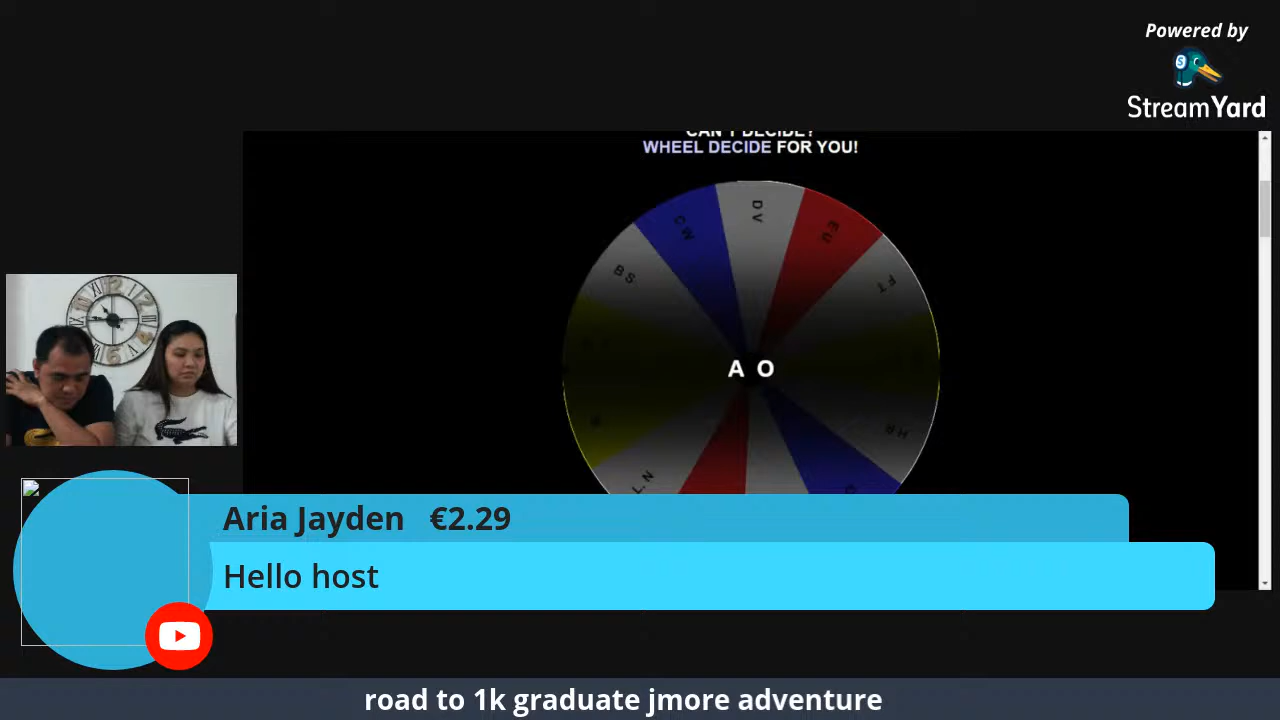 Powered by
StreamYard
WHEEL DECIDE FOR YOU!
DV
CW
EU
BS
FT
A O
HR
L, N
Aria Jayden €2.29
Hello host
road to 1k graduate jmore adventure